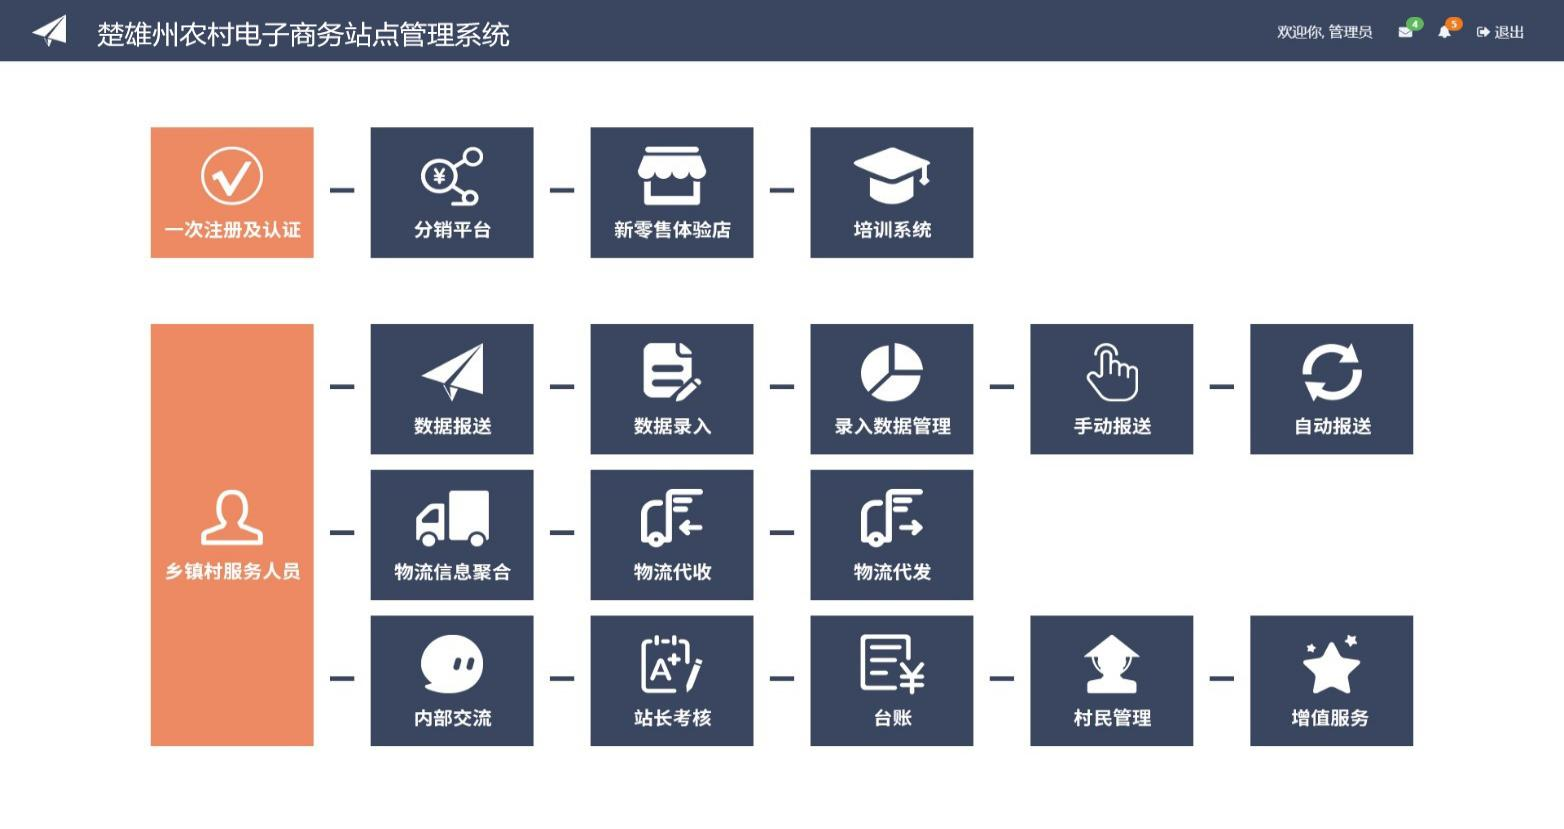 楚雄州农村电子商务站点管理系统
欢迎你, 管理员
4
5
退出
一次注册及认证
¥
分销平台
新零售体验店
培训系统
数据报送
数据录入
录入数据管理
手动报送
自动报送
乡镇村服务人员
物流信息聚合
物流代收
物流代发
内部交流
A+
站长考核
¥
台账
村民管理
增值服务